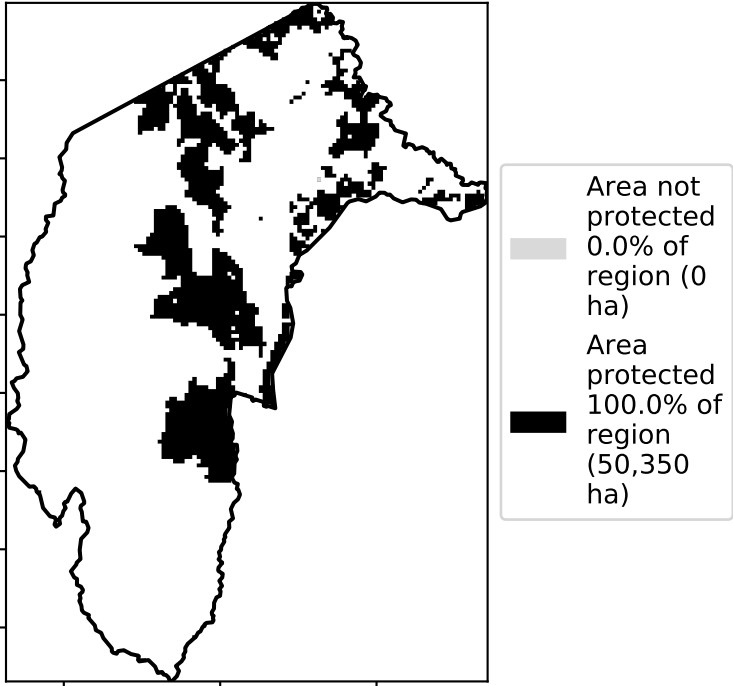 Area not
protected
0.0% of
region (0
ha)
Area
protected
100.0% of
region
(50,350
ha)